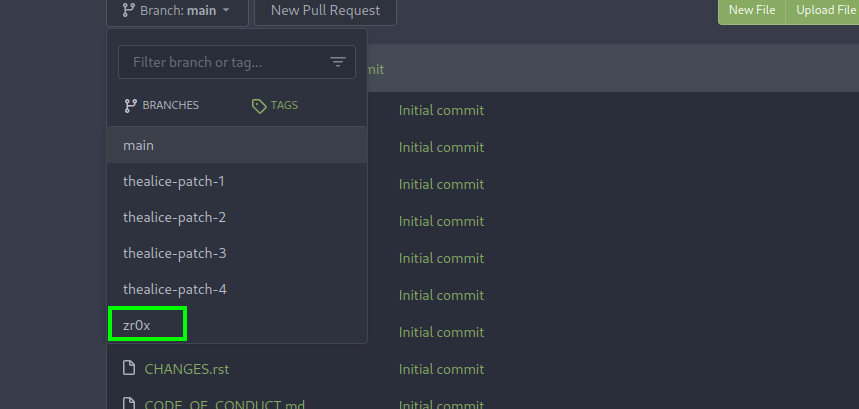 Branch: main
New Pull Request
New File
Upload File
Filter branch or tag...
mit
BRANCHES
TAGS
Initial commit
main
Initial commit
thealice-patch-1
Initial commit
thealice-patch-2
Initial commit
thealice-patch-3
Initial commit
thealice-patch-4
Initial commit
zr0x
Initial commit
CHANGES.rst
Initial commit
CODE_OF_CONDUCT.md
Initial commit